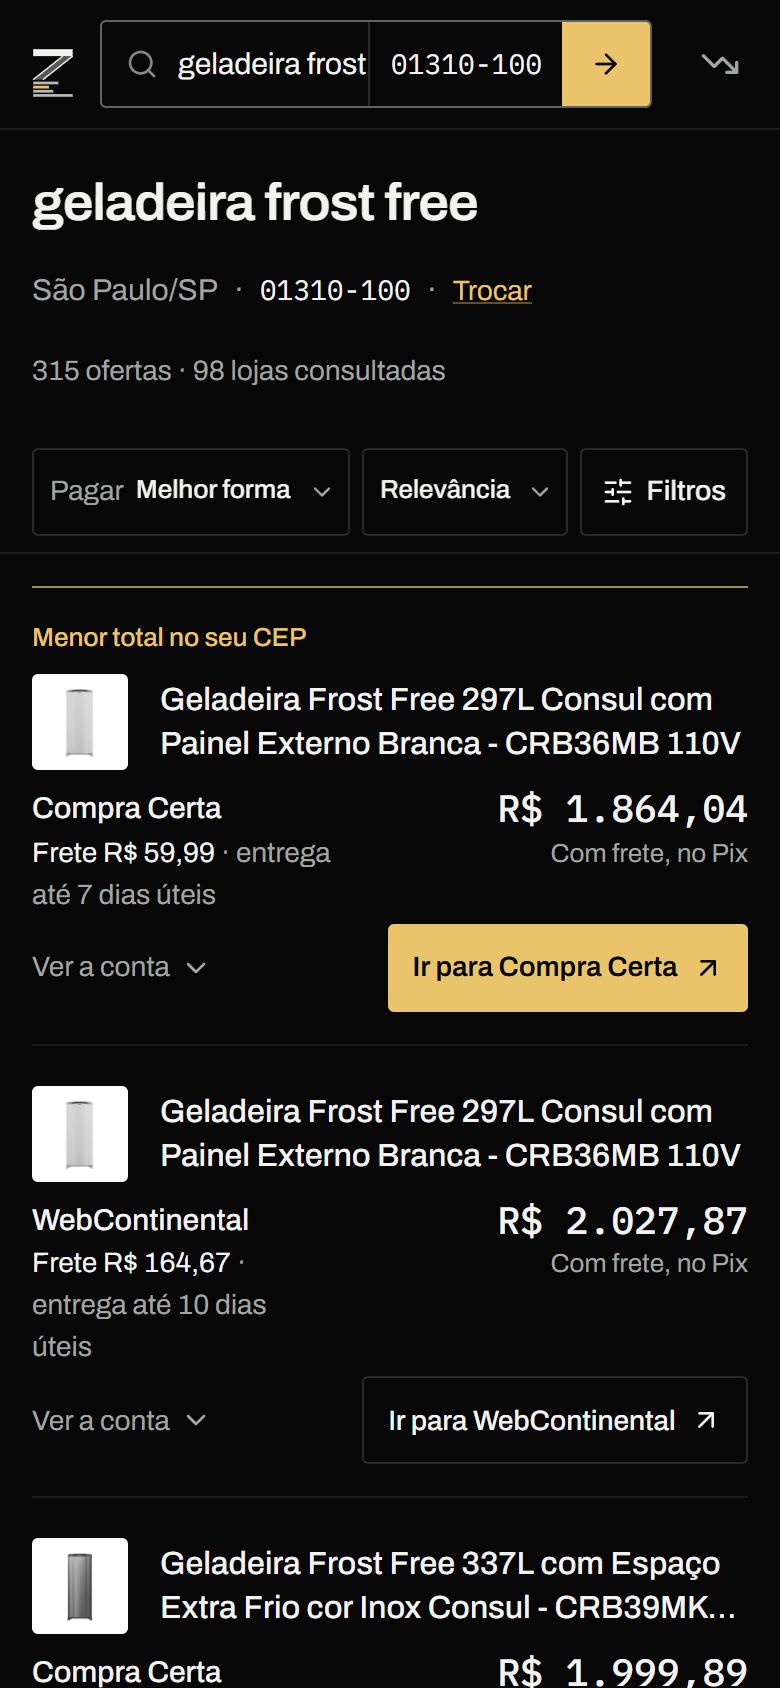 geladeira frost
01310-100
geladeira frost free
São Paulo/SP · 01310-100 · Trocar
315 ofertas · 98 lojas consultadas
Pagar Melhor forma
Relevância
Filtros
Menor total no seu CEP
Geladeira Frost Free 297L Consul com
Painel Externo Branca - CRB36MB 110V
Compra Certa
R$ 1.864,04
Frete R$ 59,99 · entrega
até 7 dias úteis
Com frete, no Pix
Ver a conta
Ir para Compra Certa
Geladeira Frost Free 297L Consul com
Painel Externo Branca - CRB36MB 110V
WebContinental
R$ 2.027,87
Frete R$ 164,67 ·
entrega até 10 dias
úteis
Com frete, no Pix
Ver a conta
Ir para WebContinental
Geladeira Frost Free 337L com Espaço
Extra Frio cor Inox Consul - CRB39MK...
Compra Certa
R$ 1.999,89